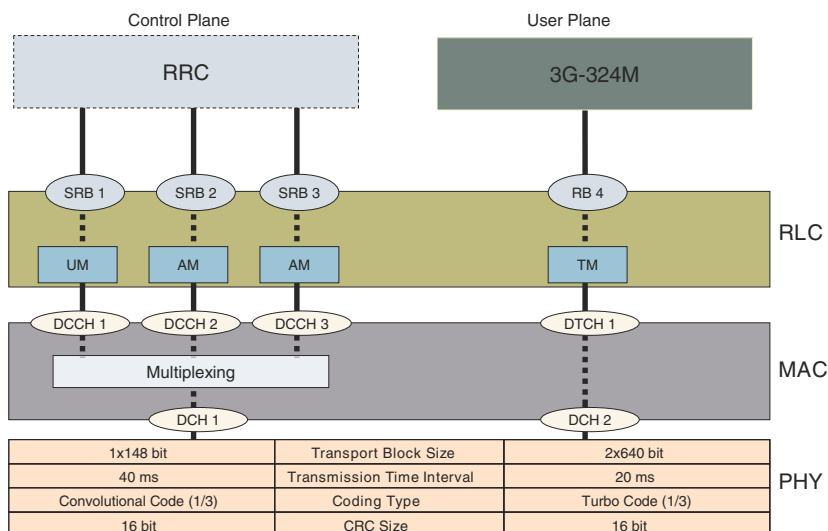 Control Plane User Plane
RRC 3G-324M
SRB 1 SRB 2 SRB 3 RB 4
RLC
UM AM AM TM
DCCH 1 DCCH 2 DCCH 3 DTCH 1
Multiplexing MAC
DCH 1 DCH 2
1x148 bit Transport Block Size 2x640 bit
40 ms Transmission Time Interval 20 ms
PHY
Convolutional Code (1/3) Coding Type Turbo Code (1/3)
16 bit CRC Size 16 bit